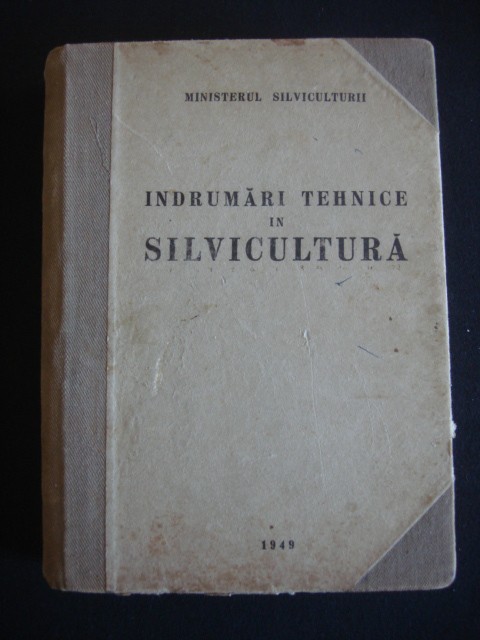 MINISTERUL SILVICULTURII
INDRUMĂRI TEHNICE
IN
SILVICULTURĂ
1949